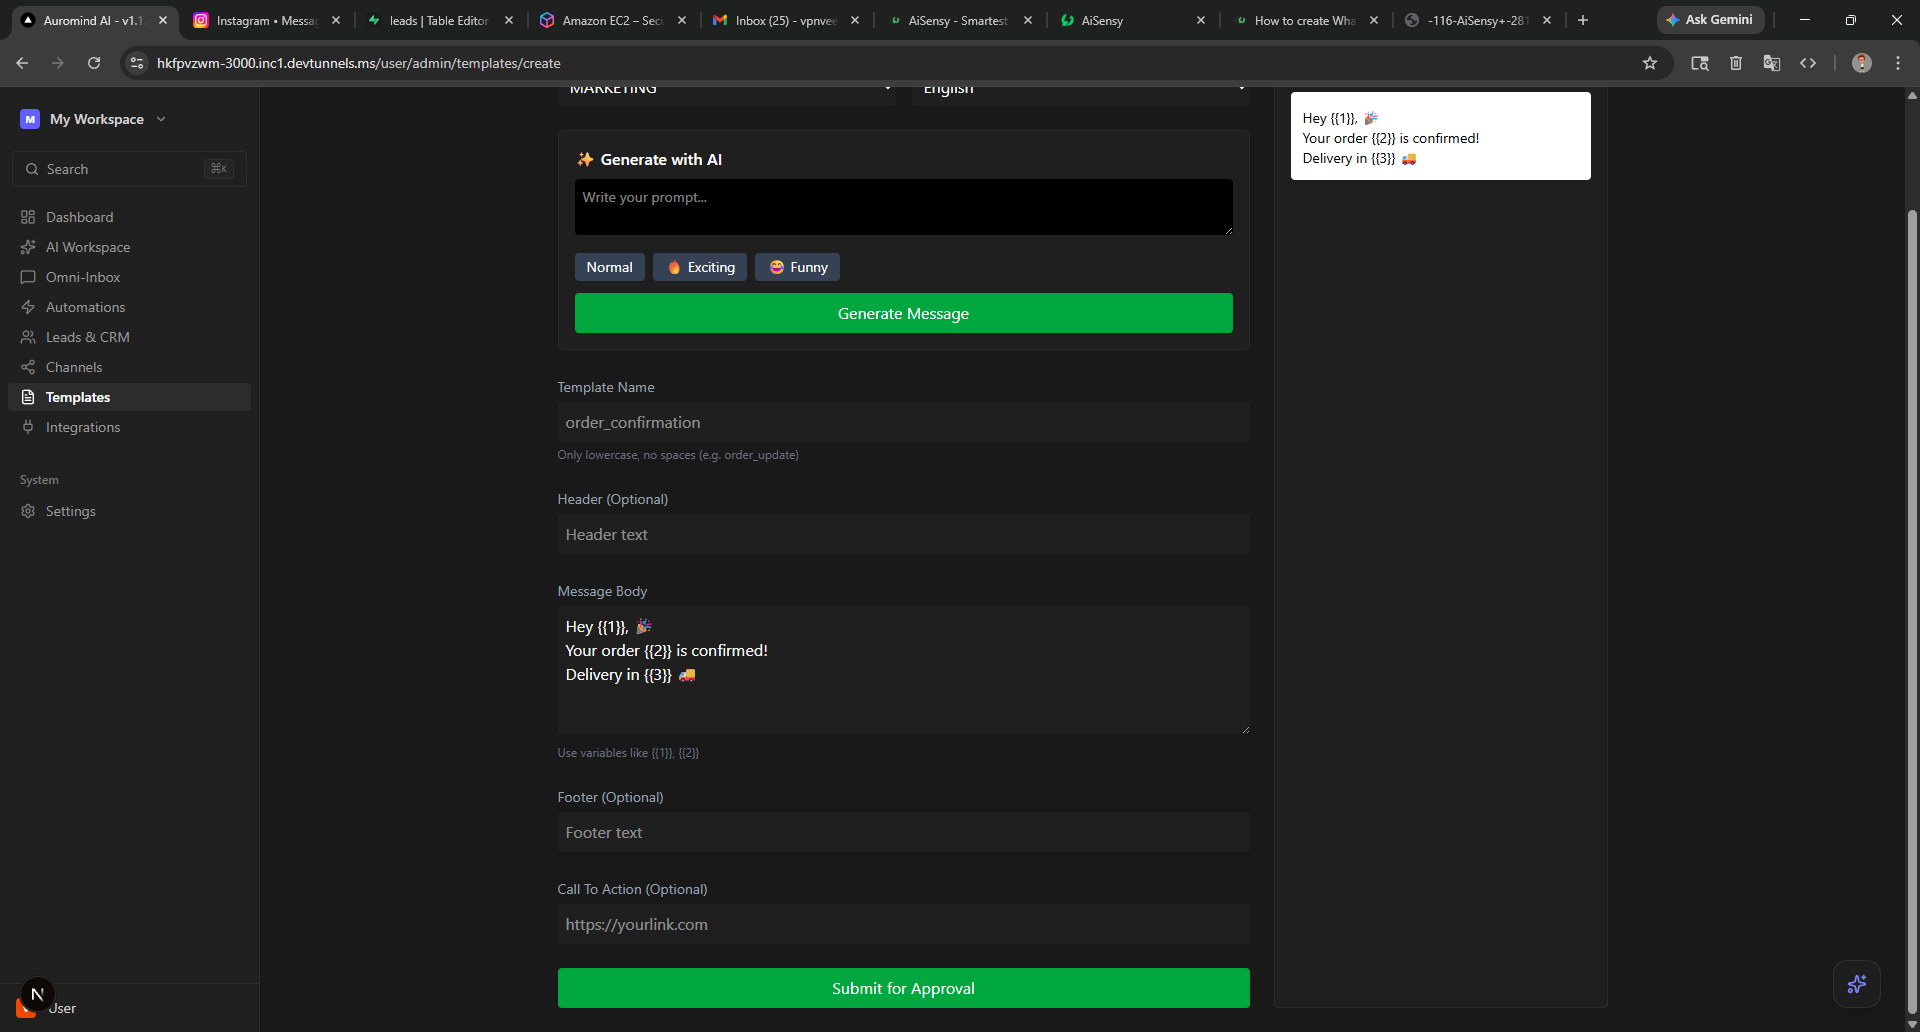 Auromind AI - v1.1.
Instagram • Messag
leads | Table Editor
Amazon EC2 – Secu
Inbox (25) - vpnvee
AiSensy - Smartest
AiSensy
How to create Wha
-116-AiSensy+-281
Ask Gemini
hkfpvzwm-3000.inc1.devtunnels.ms/user/admin/templates/create
M My Workspace
Search ⌘K
Dashboard
AI Workspace
Omni-Inbox
Automations
Leads & CRM
Channels
Templates
Integrations
System
Settings
N
User
MARKETING
English
✨ Generate with AI
Write your prompt...
Normal
🔥 Exciting
😂 Funny
Generate Message
Template Name
order_confirmation
Only lowercase, no spaces (e.g. order_update)
Header (Optional)
Header text
Message Body
Hey {{1}}, 🎉
Your order {{2}} is confirmed!
Delivery in {{3}} 🚚
Use variables like {{1}}, {{2}}
Footer (Optional)
Footer text
Call To Action (Optional)
https://yourlink.com
Submit for Approval
Hey {{1}}, 🎉
Your order {{2}} is confirmed!
Delivery in {{3}} 🚚